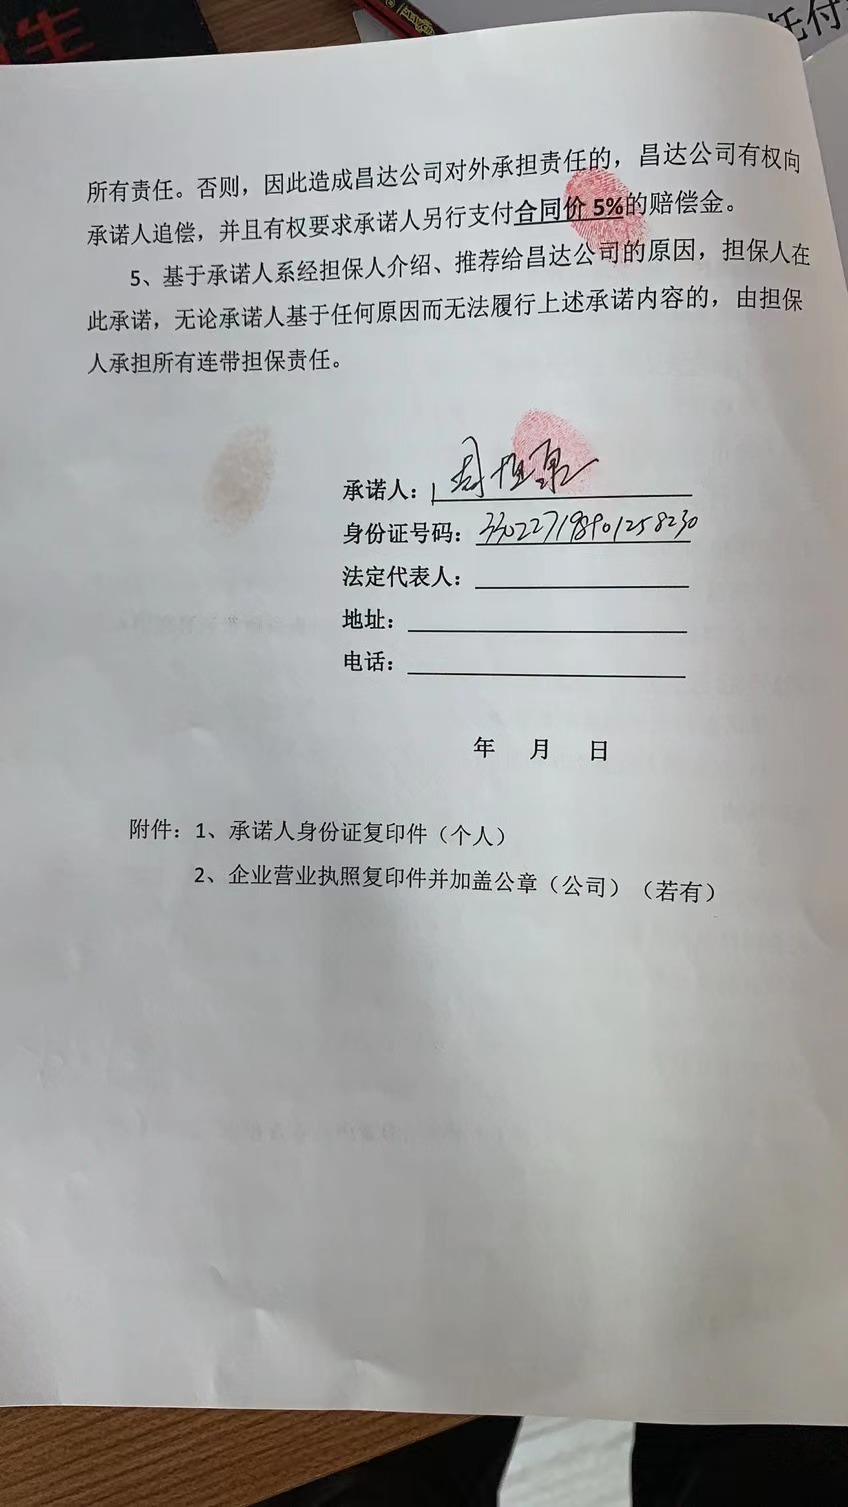 生
托付
所有责任。否则，因此造成昌达公司对外承担责任的，昌达公司有权向
承诺人追偿，并且有权要求承诺人另行支付合同价 5%的赔偿金。
5、基于承诺人系经担保人介绍、推荐给昌达公司的原因，担保人在
此承诺，无论承诺人基于任何原因而无法履行上述承诺内容的，由担保
人承担所有连带担保责任。
承诺人：周
身份证号码：330227198901258230
法定代表人：
地址：
电话：
年 月 日
附件：1、承诺人身份证复印件（个人）
2、企业营业执照复印件并加盖公章（公司）（若有）